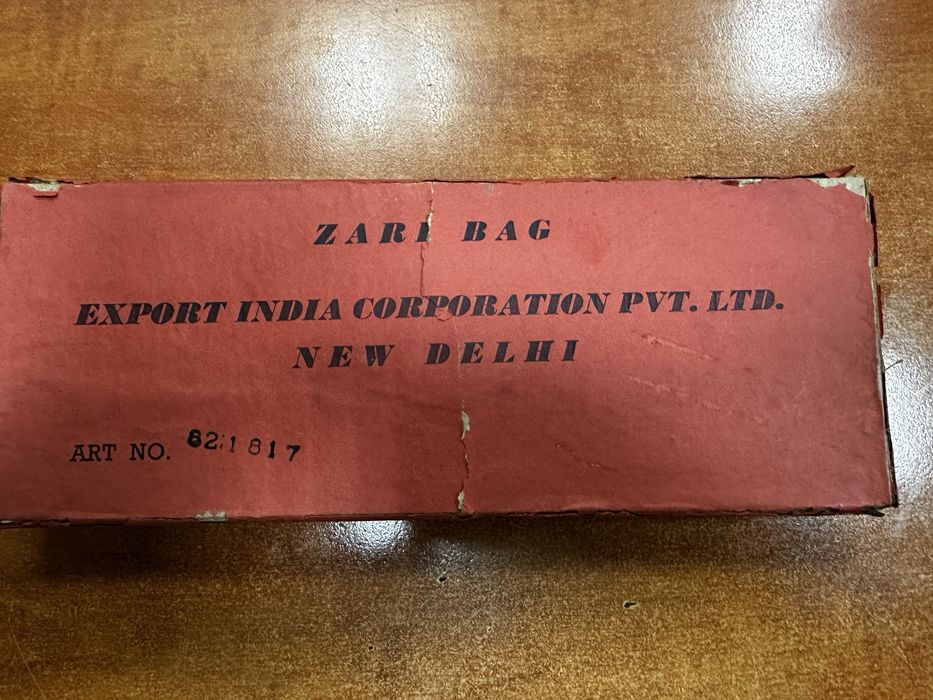 ZARI BAG
EXPORT INDIA CORPORATION PVT. LTD.
NEW DELHI
ART NO. 821817